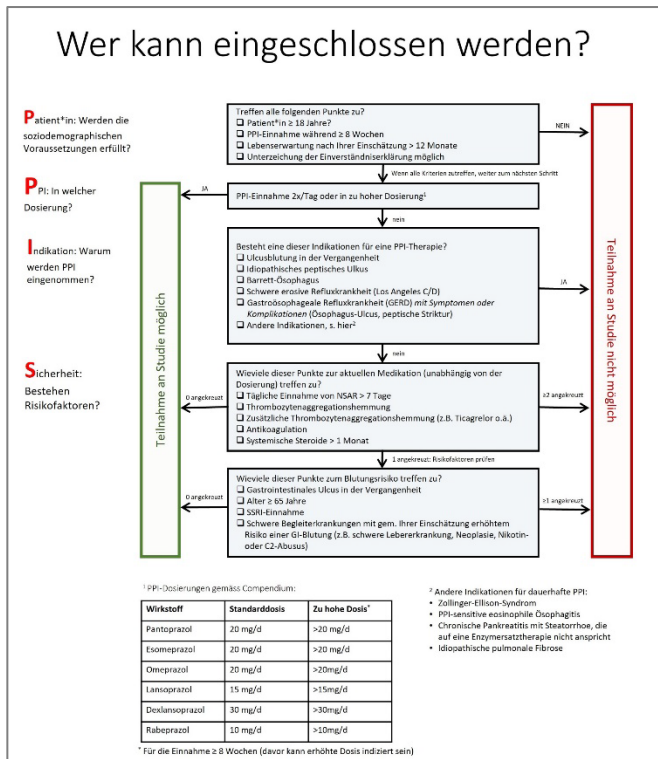 Wer kann eingeschlossen werden?
Patient*in: Werden die
soziodemographischen
Voraussetzungen erfüllt?
Treffen alle folgenden Punkte zu?
❑ Patient*in ≥ 18 Jahre?
❑ PPI-Einnahme während ≥ 8 Wochen
❑ Lebenserwartung nach Ihrer Einschätzung > 12 Monate
❑ Unterzeichung der Einverständniserklärung möglich
NEIN
Wenn alle Kriterien zutreffen, weiter zum nächsten Schritt
PPI: In welcher
Dosierung?
JA
PPI-Einnahme 2x/Tag oder in zu hoher Dosierung¹
nein
Indikation: Warum
werden PPI
eingenommen?
Besteht eine dieser Indikationen für eine PPI-Therapie?
❑ Ulcusblutung in der Vergangenheit
❑ Idiopathisches peptisches Ulkus
❑ Barrett-Ösophagus
❑ Schwere erosive Refluxkrankheit (Los Angeles C/D)
❑ Gastroösophageale Refluxkrankheit (GERD) mit Symptomen oder
Komplikationen (Ösophagus-Ulcus, peptische Striktur)
❑ Andere Indikationen, s. hier²
JA
nein
Sicherheit:
Bestehen
Risikofaktoren?
Wieviele dieser Punkte zur aktuellen Medikation (unabhängig von der
Dosierung) treffen zu?
❑ Tägliche Einnahme von NSAR > 7 Tage
❑ Thrombozytenaggregationshemmung
❑ Zusätzliche Thrombozytenaggregationshemmung (z.B. Ticagrelor o.ä.)
❑ Antikoagulation
❑ Systemische Steroide > 1 Monat
0 angekreuzt
≥2 angekreuzt
1 angekreuzt: Risikofaktoren prüfen
Wieviele dieser Punkte zum Blutungsrisiko treffen zu?
❑ Gastrointestinales Ulcus in der Vergangenheit
❑ Alter ≥ 65 Jahre
❑ SSRI-Einnahme
❑ Schwere Begleiterkrankungen mit gem. Ihrer Einschätzung erhöhtem
Risiko einer GI-Blutung (z.B. schwere Lebererkrankung, Neoplasie, Nikotin-
oder C2-Abusus)
0 angekreuzt
≥1 angekreuzt
Teilnahme an Studie möglich
Teilnahme an Studie nicht möglich
¹ PPI-Dosierungen gemäss Compendium:
Wirkstoff Standarddosis Zu hohe Dosis*
Pantoprazol 20 mg/d >20 mg/d
Esomeprazol 20 mg/d >20 mg/d
Omeprazol 20 mg/d >20mg/d
Lansoprazol 15 mg/d >15mg/d
Dexlansoprazol 30 mg/d >30mg/d
Rabeprazol 10 mg/d >10mg/d
* Für die Einnahme ≥ 8 Wochen (davor kann erhöhte Dosis indiziert sein)
² Andere Indikationen für dauerhafte PPI:
• Zollinger-Ellison-Syndrom
• PPI-sensitive eosinophile Ösophagitis
• Chronische Pankreatitis mit Steatorrhoe, die
auf eine Enzymersatztherapie nicht anspricht
• Idiopathische pulmonale Fibrose